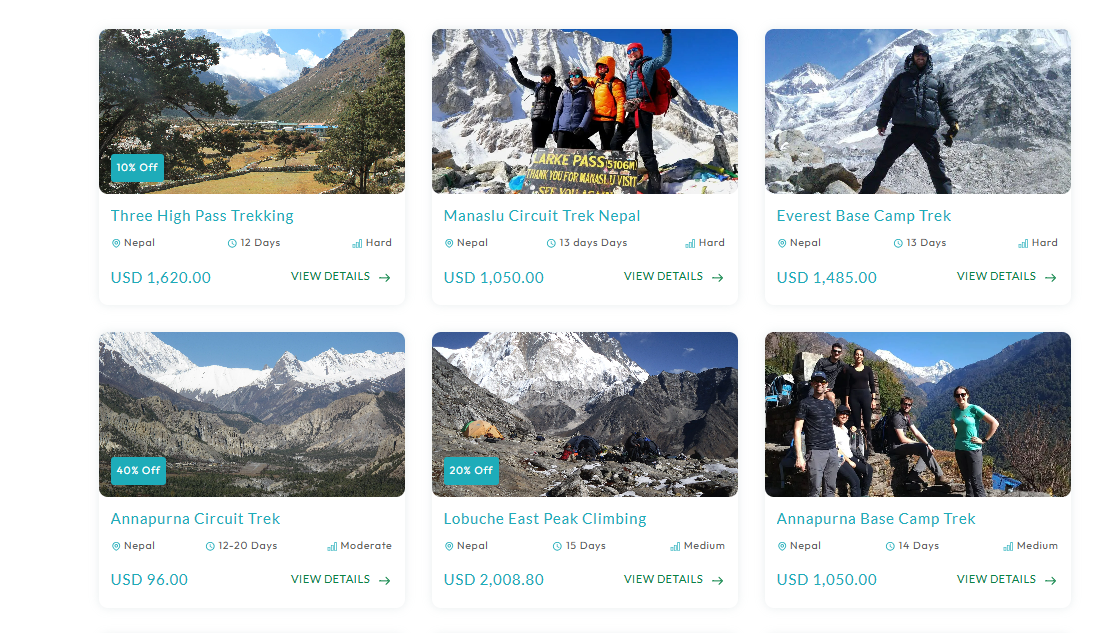 10% Off
LARKE PASS 5106M
THANK YOU FOR MANASLU VISIT
SEE YOU AGAIN
Three High Pass Trekking
Manaslu Circuit Trek Nepal
Everest Base Camp Trek
Nepal 12 Days Hard
Nepal 13 days Days Hard
Nepal 13 Days Hard
USD 1,620.00 VIEW DETAILS →
USD 1,050.00 VIEW DETAILS →
USD 1,485.00 VIEW DETAILS →
40% Off
20% Off
Annapurna Circuit Trek
Lobuche East Peak Climbing
Annapurna Base Camp Trek
Nepal 12-20 Days Moderate
Nepal 15 Days Medium
Nepal 14 Days Medium
USD 96.00 VIEW DETAILS →
USD 2,008.80 VIEW DETAILS →
USD 1,050.00 VIEW DETAILS →